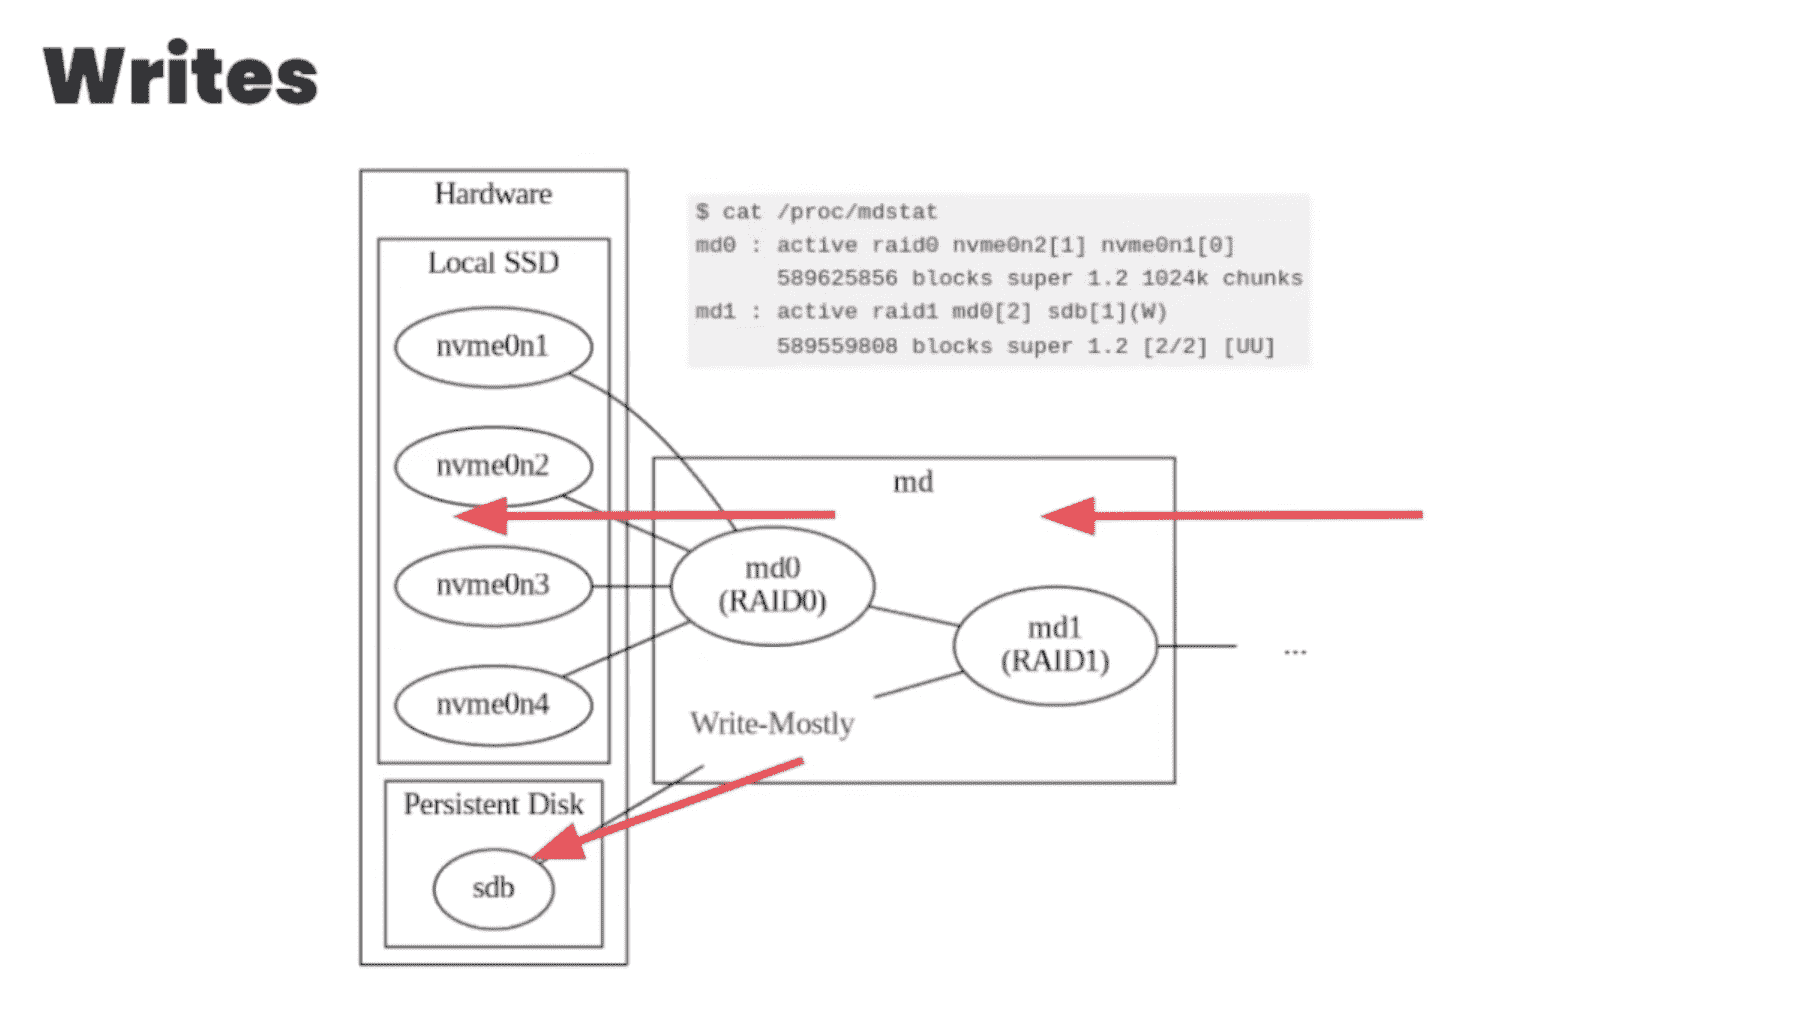 Writes
Hardware
Local SSD
nvme0n1
nvme0n2
nvme0n3
nvme0n4
Persistent Disk
sdb
$ cat /proc/mdstat
md0 : active raid0 nvme0n2[1] nvme0n1[0]
589625856 blocks super 1.2 1024k chunks
md1 : active raid1 md0[2] sdb[1](W)
589559808 blocks super 1.2 [2/2] [UU]
md
md0
(RAID0)
md1
(RAID1)
Write-Mostly
...